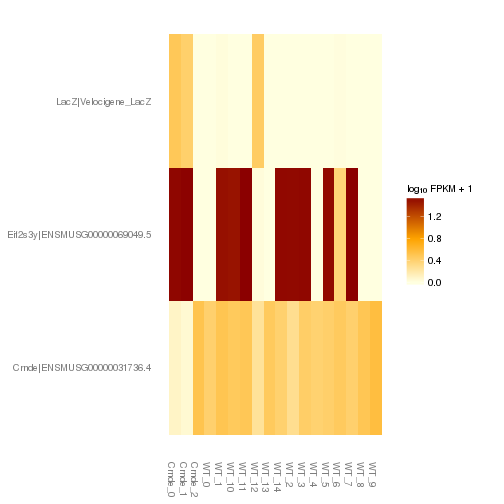 LacZ|Velocigene_LacZ
Eif2s3y|ENSMUSG00000069049.5
Cmde|ENSMUSG00000031736.4
log10 FPKM + 1
1.2
0.8
0.4
0.0
Cmde_0
Cmde_1
Cmde_2
WT_0
WT_1
WT_10
WT_11
WT_12
WT_13
WT_14
WT_2
WT_3
WT_4
WT_5
WT_6
WT_7
WT_8
WT_9